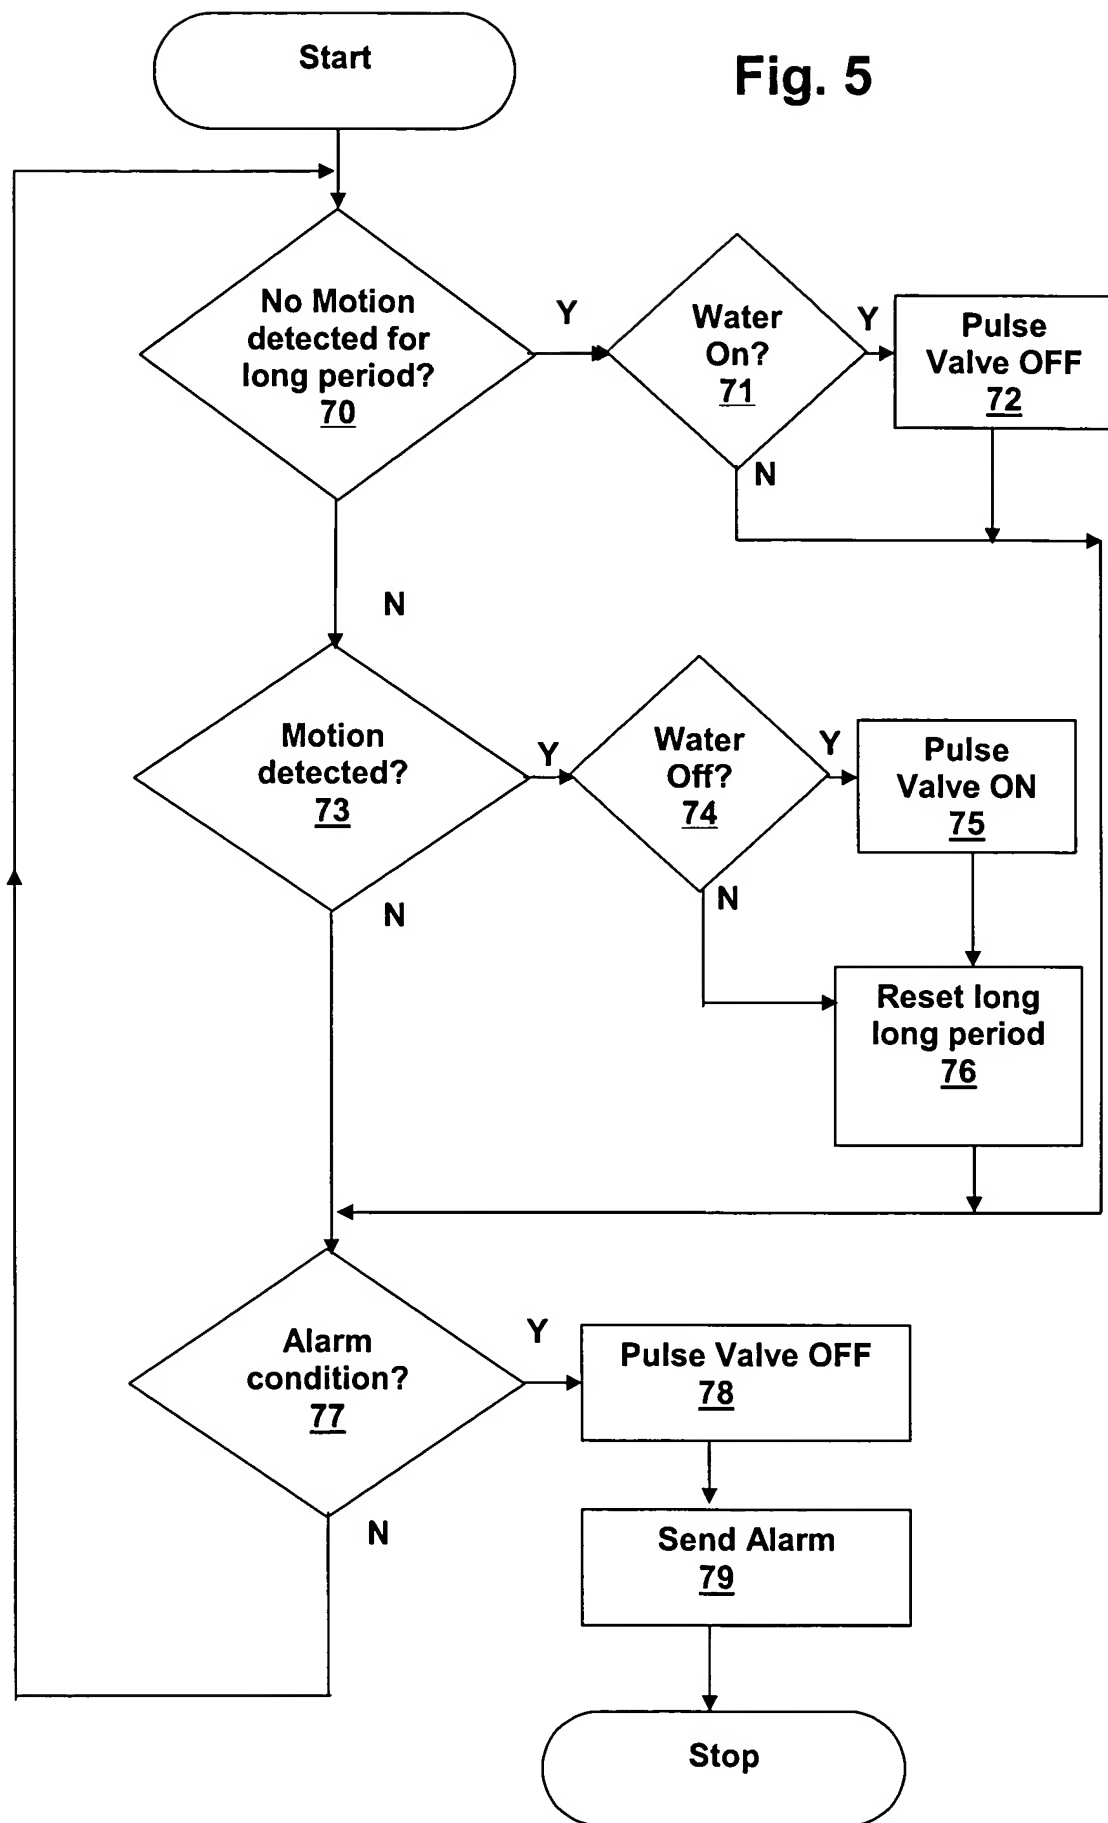 Start
Fig. 5
No Motion
detected for
long period?
70
Y
Water
On?
71
Y
Pulse
Valve OFF
72
N
N
Motion
detected?
73
Y
Water
Off?
74
Y
Pulse
Valve ON
75
N
N
Reset long
long period
76
Alarm
condition?
77
Y
Pulse Valve OFF
78
N
Send Alarm
79
Stop